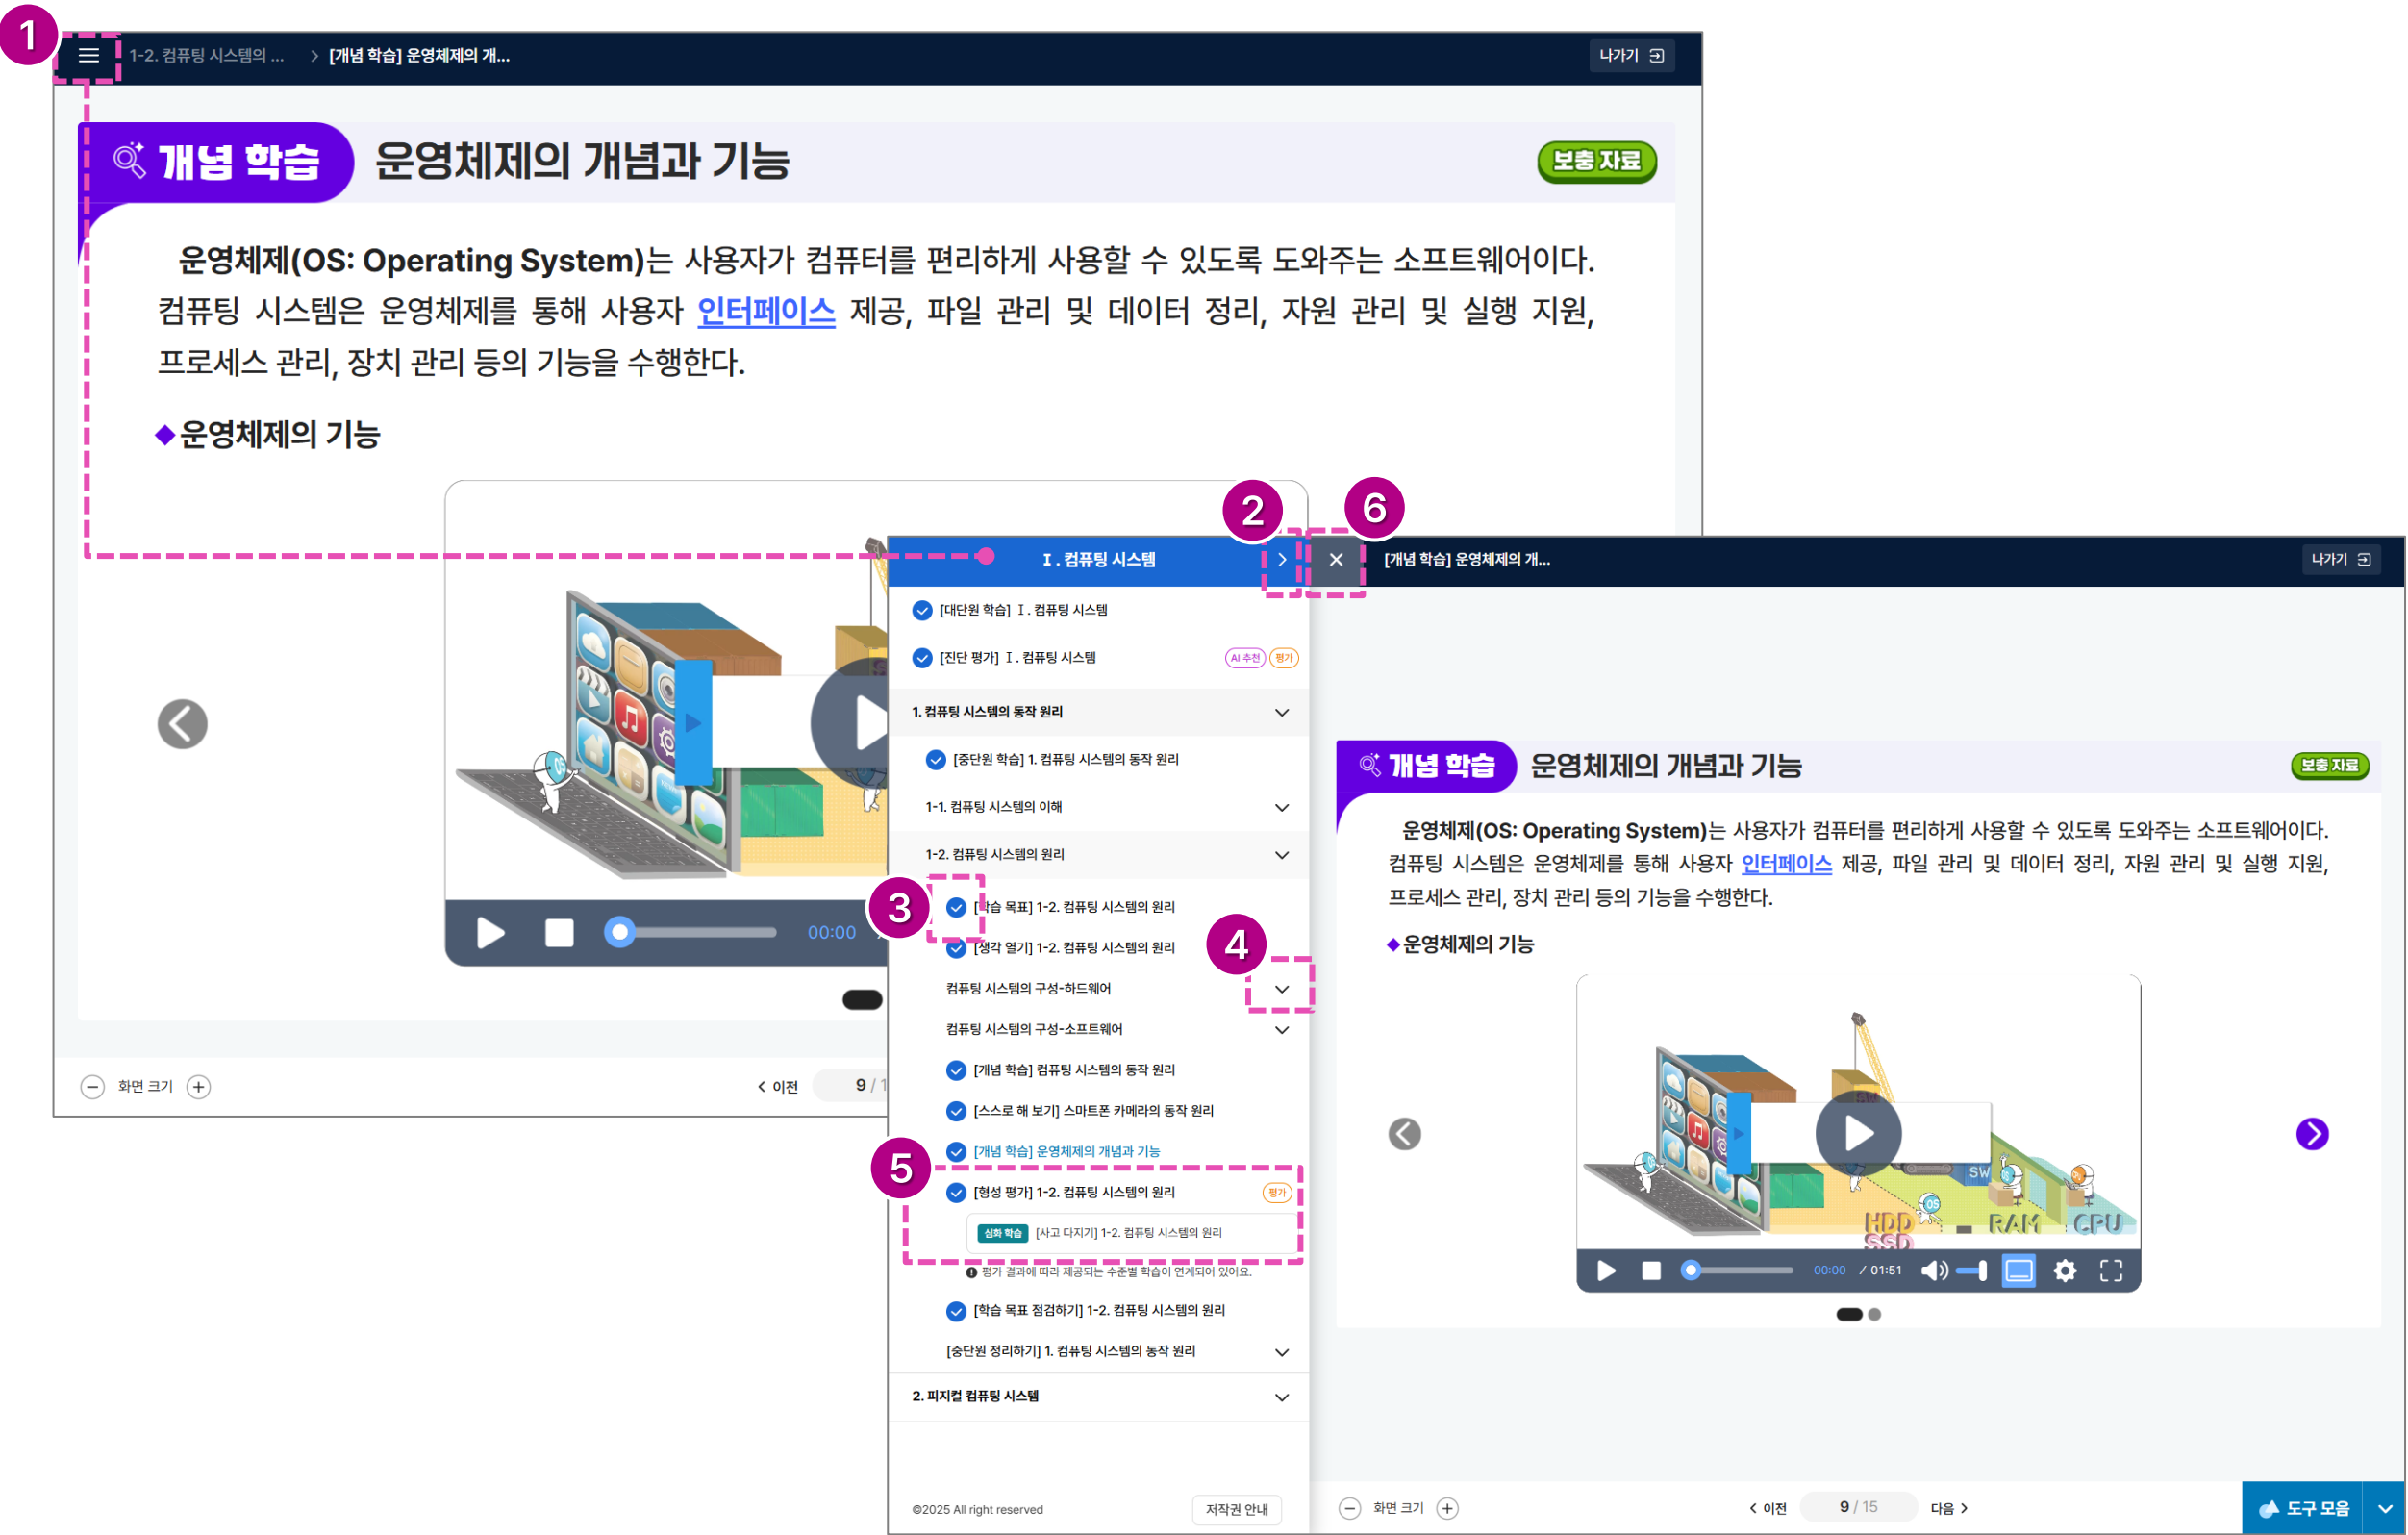 1
1-2. 컴퓨팅 시스템의 ... > [개념 학습] 운영체제의 개...
나가기
개념 학습
운영체제의 개념과 기능
보충 자료
운영체제(OS: Operating System)는 사용자가 컴퓨터를 편리하게 사용할 수 있도록 도와주는 소프트웨어이다.
컴퓨팅 시스템은 운영체제를 통해 사용자 인터페이스 제공, 파일 관리 및 데이터 정리, 자원 관리 및 실행 지원,
프로세스 관리, 장치 관리 등의 기능을 수행한다.
◆운영체제의 기능
OS
00:00
화면 크기
< 이전
9 / 1
2
6
Ⅰ. 컴퓨팅 시스템
[대단원 학습] Ⅰ. 컴퓨팅 시스템
[진단 평가] Ⅰ. 컴퓨팅 시스템
AI 추천
평가
1. 컴퓨팅 시스템의 동작 원리
[중단원 학습] 1. 컴퓨팅 시스템의 동작 원리
1-1. 컴퓨팅 시스템의 이해
1-2. 컴퓨팅 시스템의 원리
3
[학습 목표] 1-2. 컴퓨팅 시스템의 원리
[생각 열기] 1-2. 컴퓨팅 시스템의 원리
4
컴퓨팅 시스템의 구성-하드웨어
컴퓨팅 시스템의 구성-소프트웨어
[개념 학습] 컴퓨팅 시스템의 동작 원리
[스스로 해 보기] 스마트폰 카메라의 동작 원리
[개념 학습] 운영체제의 개념과 기능
5
[형성 평가] 1-2. 컴퓨팅 시스템의 원리
평가
심화 학습
[사고 다지기] 1-2. 컴퓨팅 시스템의 원리
평가 결과에 따라 제공되는 수준별 학습이 연계되어 있어요.
[학습 목표 점검하기] 1-2. 컴퓨팅 시스템의 원리
[중단원 정리하기] 1. 컴퓨팅 시스템의 동작 원리
2. 피지컬 컴퓨팅 시스템
©2025 All right reserved
저작권 안내
[개념 학습] 운영체제의 개...
나가기
개념 학습
운영체제의 개념과 기능
보충 자료
운영체제(OS: Operating System)는 사용자가 컴퓨터를 편리하게 사용할 수 있도록 도와주는 소프트웨어이다.
컴퓨팅 시스템은 운영체제를 통해 사용자 인터페이스 제공, 파일 관리 및 데이터 정리, 자원 관리 및 실행 지원,
프로세스 관리, 장치 관리 등의 기능을 수행한다.
◆운영체제의 기능
SW
OS
HDD
SSD
RAM
CPU
00:00 / 01:51
화면 크기
< 이전
9 / 15
다음 >
도구 모음